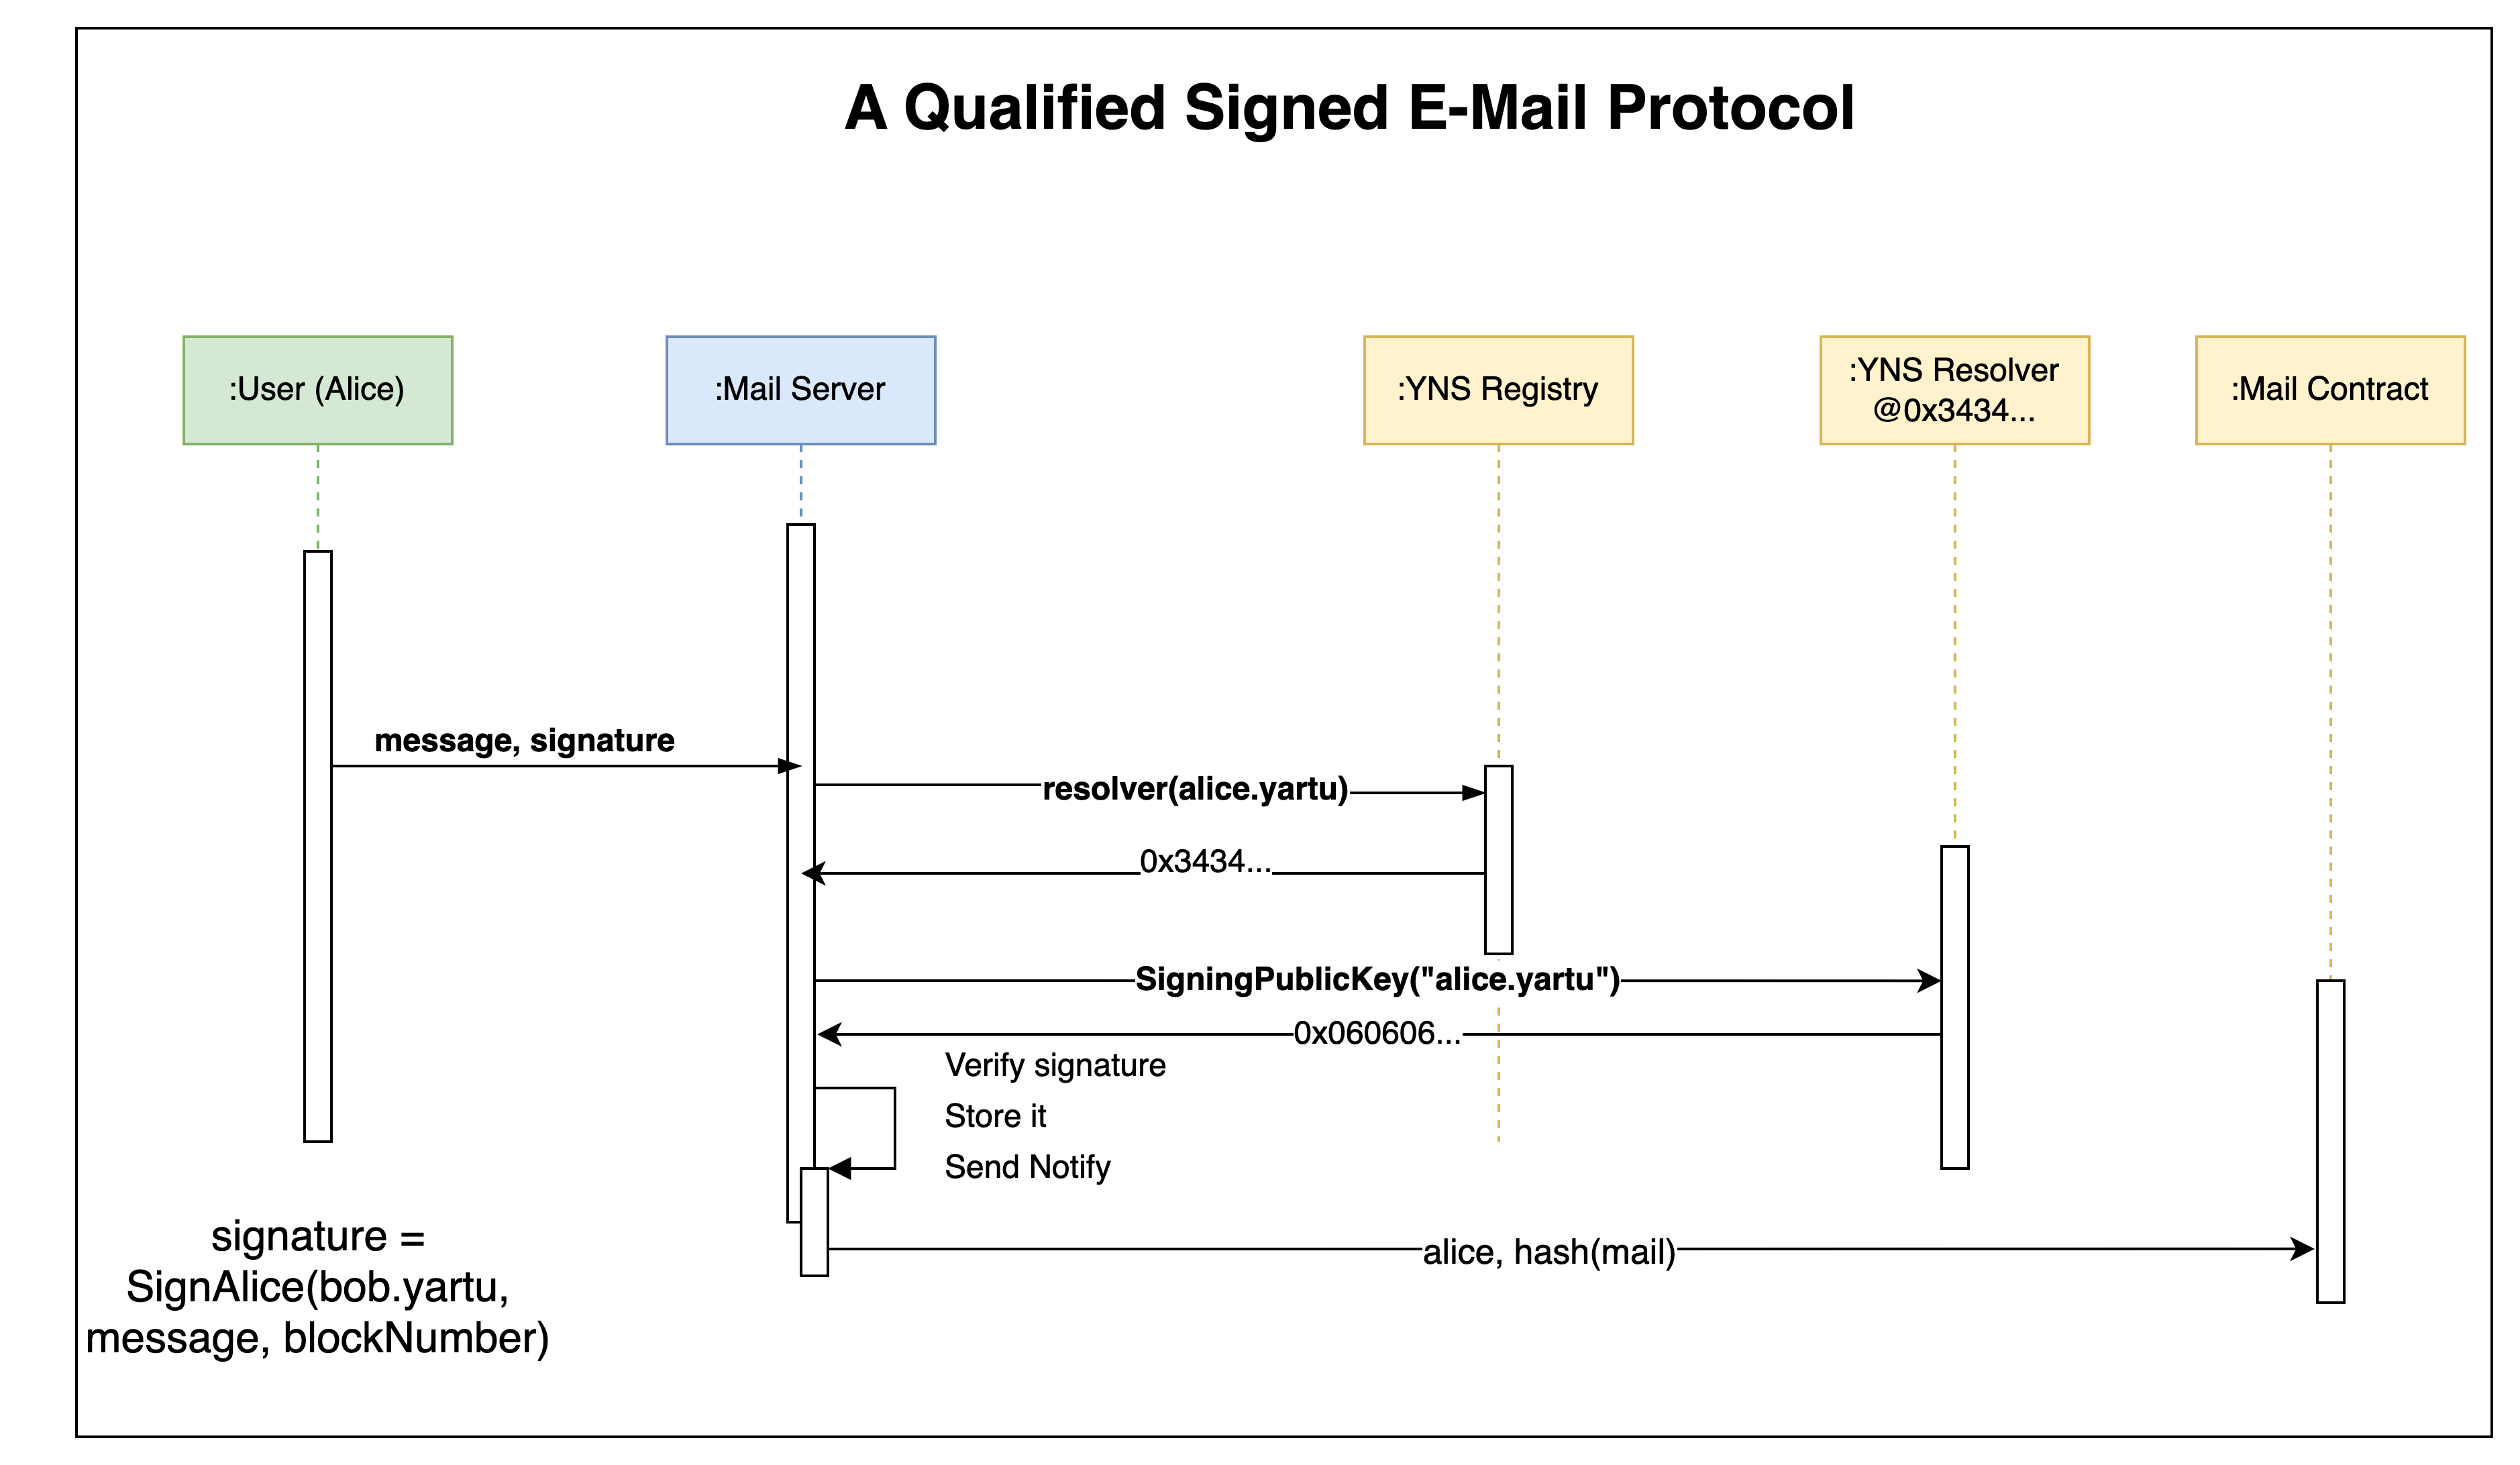 A Qualified Signed E-Mail Protocol
:User (Alice)
:Mail Server
:YNS Registry
:YNS Resolver
@0x3434...
:Mail Contract
message, signature
resolver(alice.yartu)
0x3434...
SigningPublicKey("alice.yartu")
0x060606...
Verify signature
Store it
Send Notify
signature =
SignAlice(bob.yartu,
message, blockNumber)
alice, hash(mail)